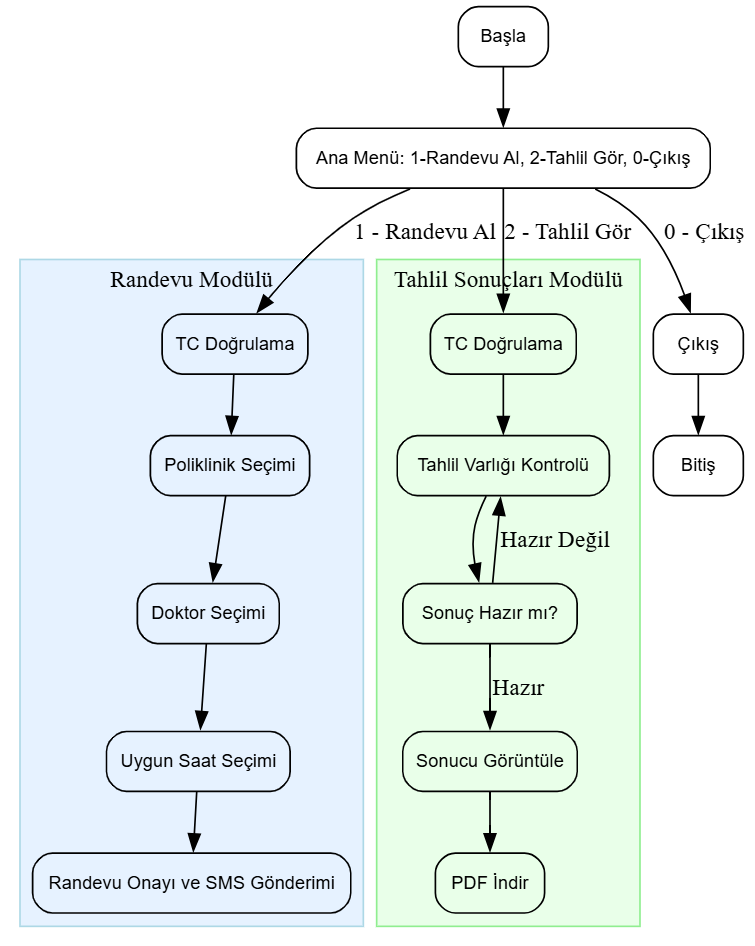 Başla
Ana Menü: 1-Randevu Al, 2-Tahlil Gör, 0-Çıkış
1 - Randevu Al
2 - Tahlil Gör
0 - Çıkış
Randevu Modülü
TC Doğrulama
Poliklinik Seçimi
Doktor Seçimi
Uygun Saat Seçimi
Randevu Onayı ve SMS Gönderimi
Tahlil Sonuçları Modülü
TC Doğrulama
Tahlil Varlığı Kontrolü
Hazır Değil
Sonuç Hazır mı?
Hazır
Sonucu Görüntüle
PDF İndir
Çıkış
Bitiş